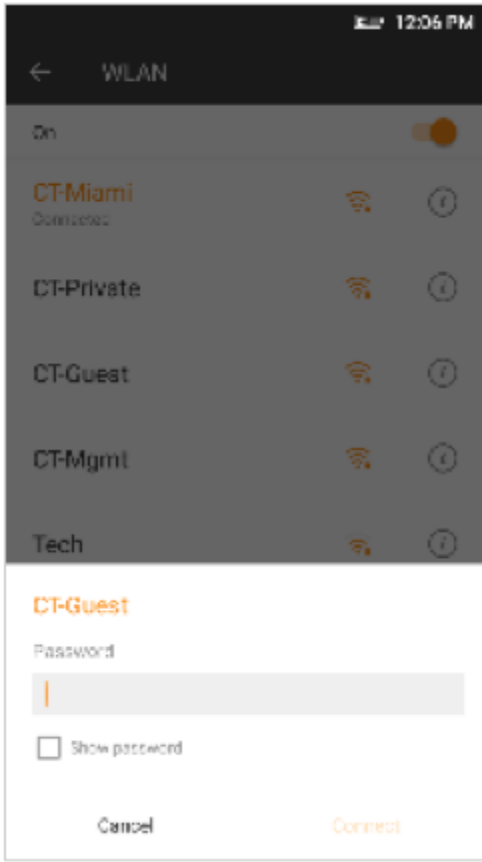 12:06 PM
WLAN
On
CT-Miami
Connected
CT-Private
CT-Guest
CT-Mgmt
Tech
CT-Guest
Password
Show password
Cancel Connect